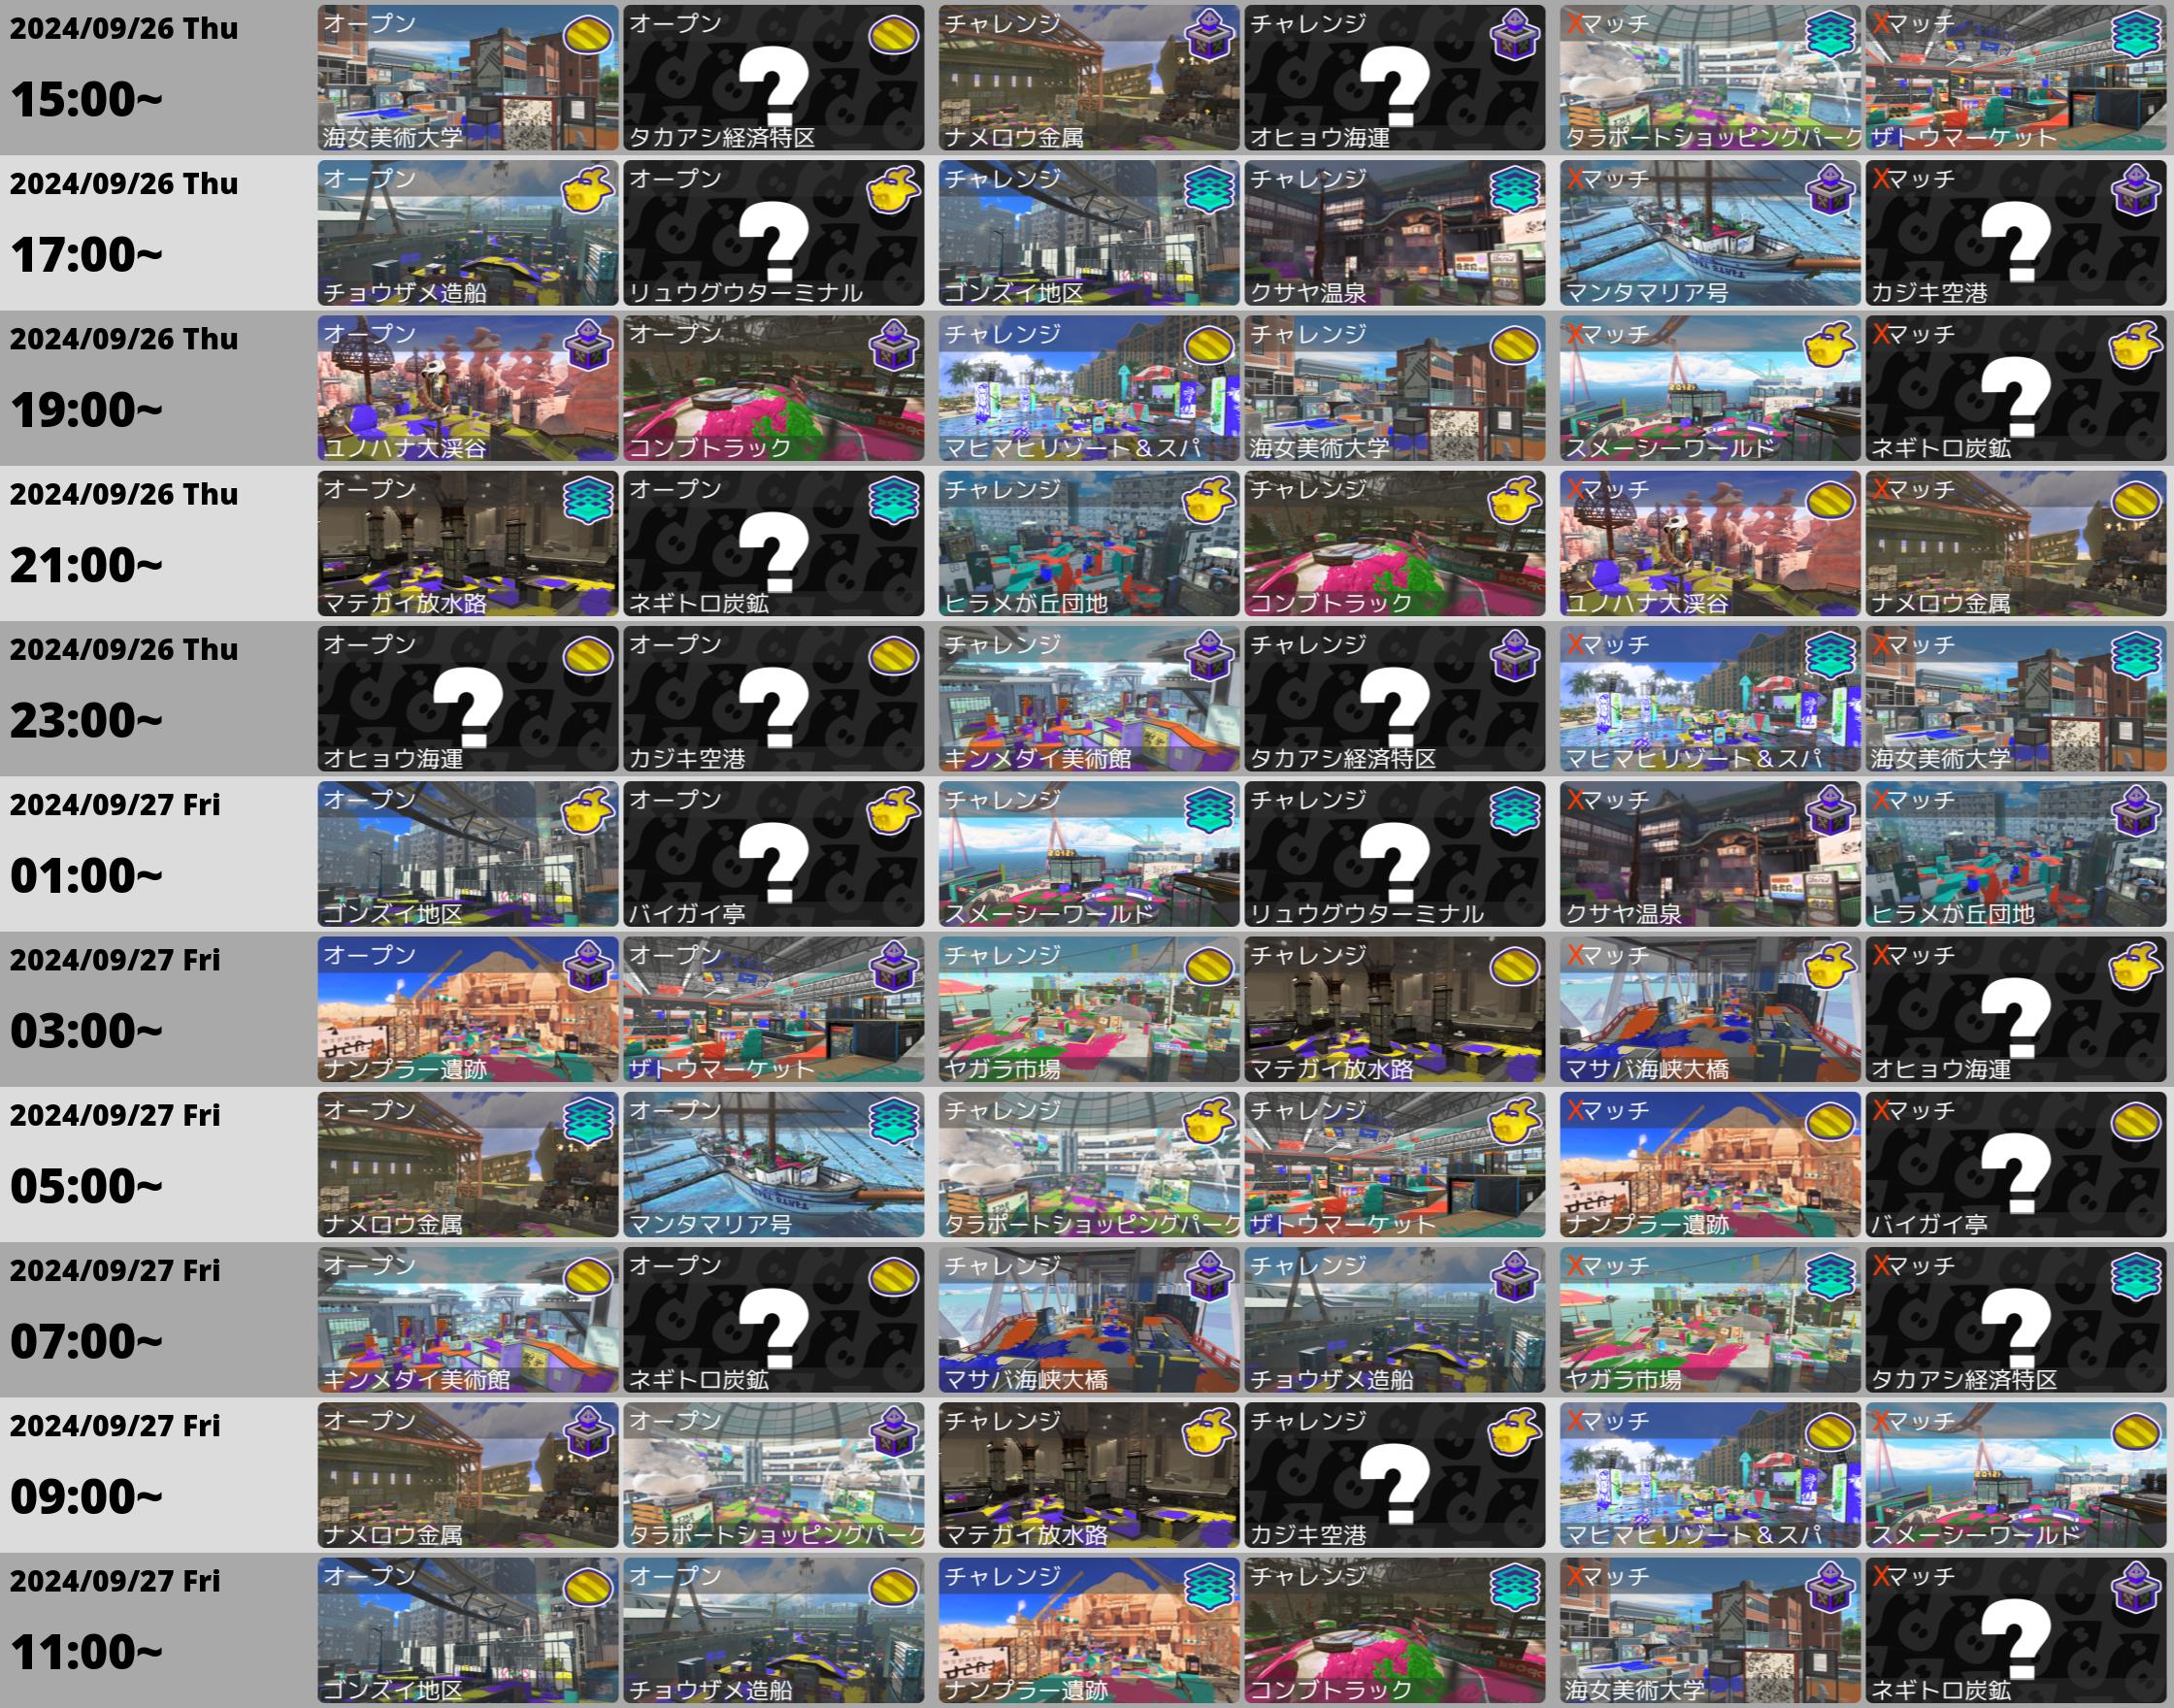 2024/09/26 Thu
15:00~
オープン
海女美術大学
オープン
タカアシ経済特区
チャレンジ
ナメロウ金属
チャレンジ
オヒョウ海運
Xマッチ
タラポートショッピングパーク
Xマッチ
ザトウマーケット
2024/09/26 Thu
17:00~
オープン
チョウザメ造船
オープン
リュウグウターミナル
チャレンジ
ゴンズイ地区
チャレンジ
クサヤ温泉
Xマッチ
マンタマリア号
Xマッチ
カジキ空港
2024/09/26 Thu
19:00~
オープン
ユノハナ大渓谷
オープン
コンブトラック
チャレンジ
マヒマヒリゾート＆スパ
チャレンジ
海女美術大学
Xマッチ
スメーシーワールド
Xマッチ
ネギトロ炭鉱
2024/09/26 Thu
21:00~
オープン
マテガイ放水路
オープン
ネギトロ炭鉱
チャレンジ
ヒラメが丘団地
チャレンジ
コンブトラック
Xマッチ
ユノハナ大渓谷
Xマッチ
ナメロウ金属
2024/09/26 Thu
23:00~
オープン
オヒョウ海運
オープン
カジキ空港
チャレンジ
キンメダイ美術館
チャレンジ
タカアシ経済特区
Xマッチ
マヒマヒリゾート＆スパ
Xマッチ
海女美術大学
2024/09/27 Fri
01:00~
オープン
ゴンズイ地区
オープン
バイガイ亭
チャレンジ
スメーシーワールド
チャレンジ
リュウグウターミナル
Xマッチ
クサヤ温泉
Xマッチ
ヒラメが丘団地
2024/09/27 Fri
03:00~
オープン
ナンプラー遺跡
オープン
ザトウマーケット
チャレンジ
ヤガラ市場
チャレンジ
マテガイ放水路
Xマッチ
マサバ海峡大橋
Xマッチ
オヒョウ海運
2024/09/27 Fri
05:00~
オープン
ナメロウ金属
オープン
マンタマリア号
チャレンジ
タラポートショッピングパーク
チャレンジ
ザトウマーケット
Xマッチ
ナンプラー遺跡
Xマッチ
バイガイ亭
2024/09/27 Fri
07:00~
オープン
キンメダイ美術館
オープン
ネギトロ炭鉱
チャレンジ
マサバ海峡大橋
チャレンジ
チョウザメ造船
Xマッチ
ヤガラ市場
Xマッチ
タカアシ経済特区
2024/09/27 Fri
09:00~
オープン
ナメロウ金属
オープン
タラポートショッピングパーク
チャレンジ
マテガイ放水路
チャレンジ
カジキ空港
Xマッチ
マヒマヒリゾート＆スパ
Xマッチ
スメーシーワールド
2024/09/27 Fri
11:00~
オープン
ゴンズイ地区
オープン
チョウザメ造船
チャレンジ
ナンプラー遺跡
チャレンジ
コンブトラック
Xマッチ
海女美術大学
Xマッチ
ネギトロ炭鉱